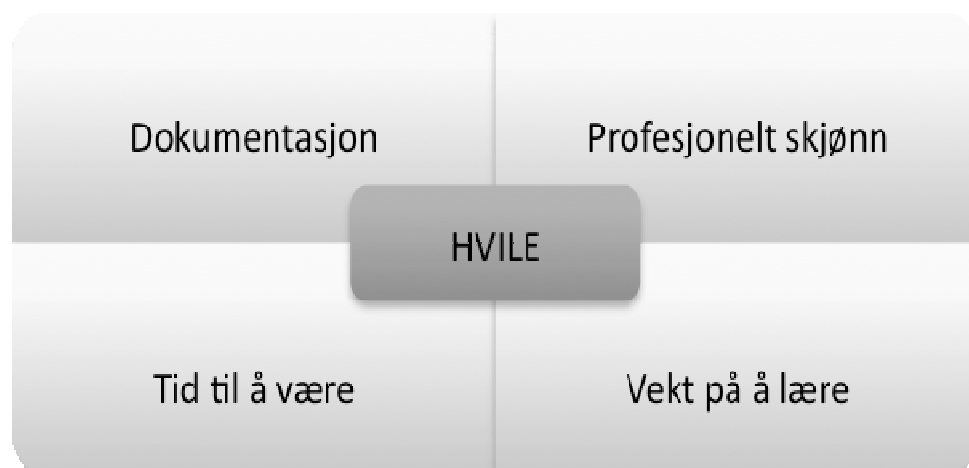 Dokumentasjon
Profesjonelt skjønn
HVILE
Tid til å være
Vekt på å lære